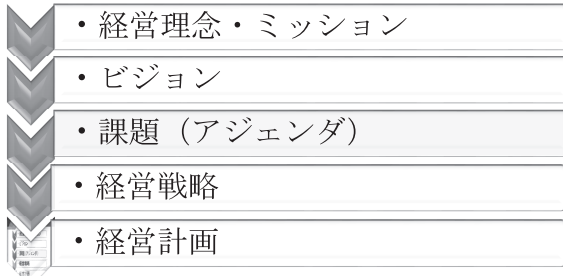 ・経営理念・ミッション
・ビジョン
・課題（アジェンダ）
・経営戦略
・経営計画